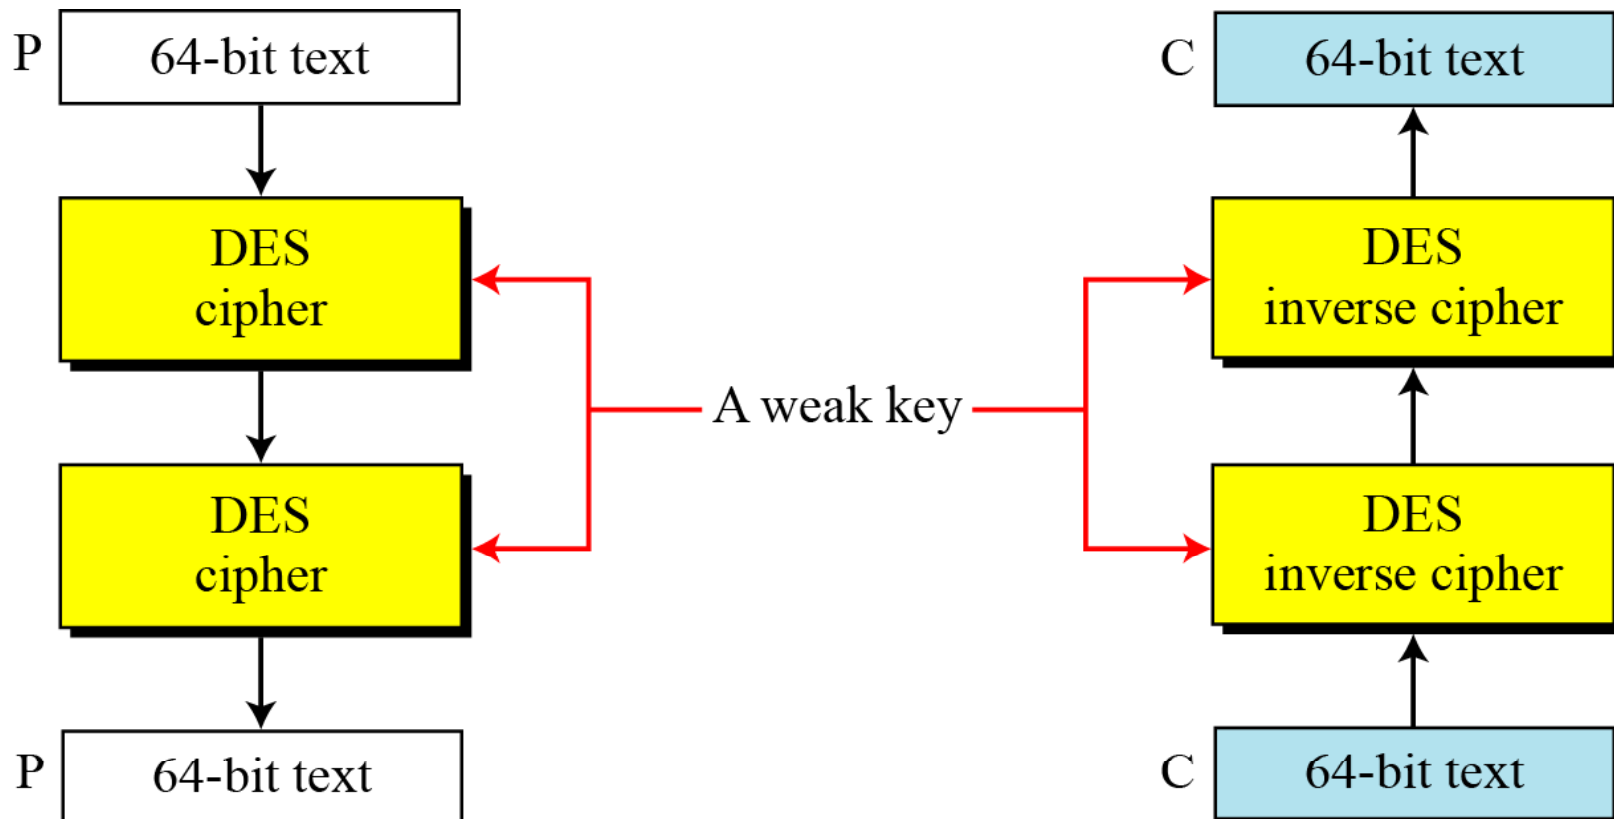 P
64-bit text
DES
cipher
DES
cipher
P
64-bit text
A weak key
C
64-bit text
DES
inverse cipher
DES
inverse cipher
C
64-bit text